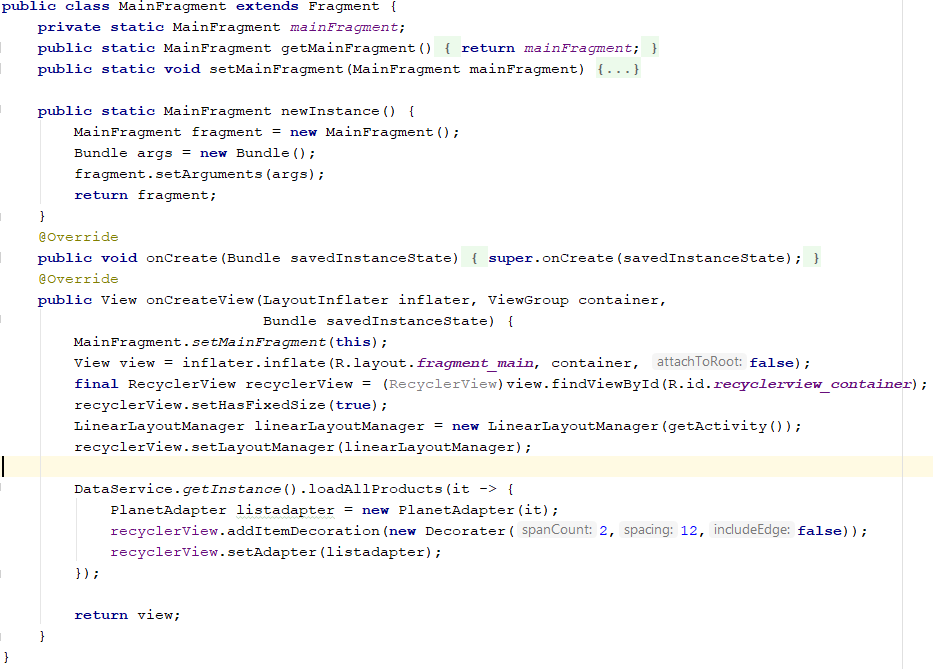 public class MainFragment extends Fragment {
    private static MainFragment mainFragment;
    public static MainFragment getMainFragment() { return mainFragment; }
    public static void setMainFragment(MainFragment mainFragment) {...}

    public static MainFragment newInstance() {
        MainFragment fragment = new MainFragment();
        Bundle args = new Bundle();
        fragment.setArguments(args);
        return fragment;
    }
    @Override
    public void onCreate(Bundle savedInstanceState) { super.onCreate(savedInstanceState); }
    @Override
    public View onCreateView(LayoutInflater inflater, ViewGroup container,
                             Bundle savedInstanceState) {
        MainFragment.setMainFragment(this);
        View view = inflater.inflate(R.layout.fragment_main, container, attachToRoot: false);
        final RecyclerView recyclerView = (RecyclerView)view.findViewById(R.id.recyclerview_container);
        recyclerView.setHasFixedSize(true);
        LinearLayoutManager linearLayoutManager = new LinearLayoutManager(getActivity());
        recyclerView.setLayoutManager(linearLayoutManager);

        DataService.getInstance().loadAllProducts(it -> {
            PlanetAdapter listadapter = new PlanetAdapter(it);
            recyclerView.addItemDecoration(new Decorater( spanCount: 2, spacing: 12, includeEdge: false));
            recyclerView.setAdapter(listadapter);
        });

        return view;
    }
}